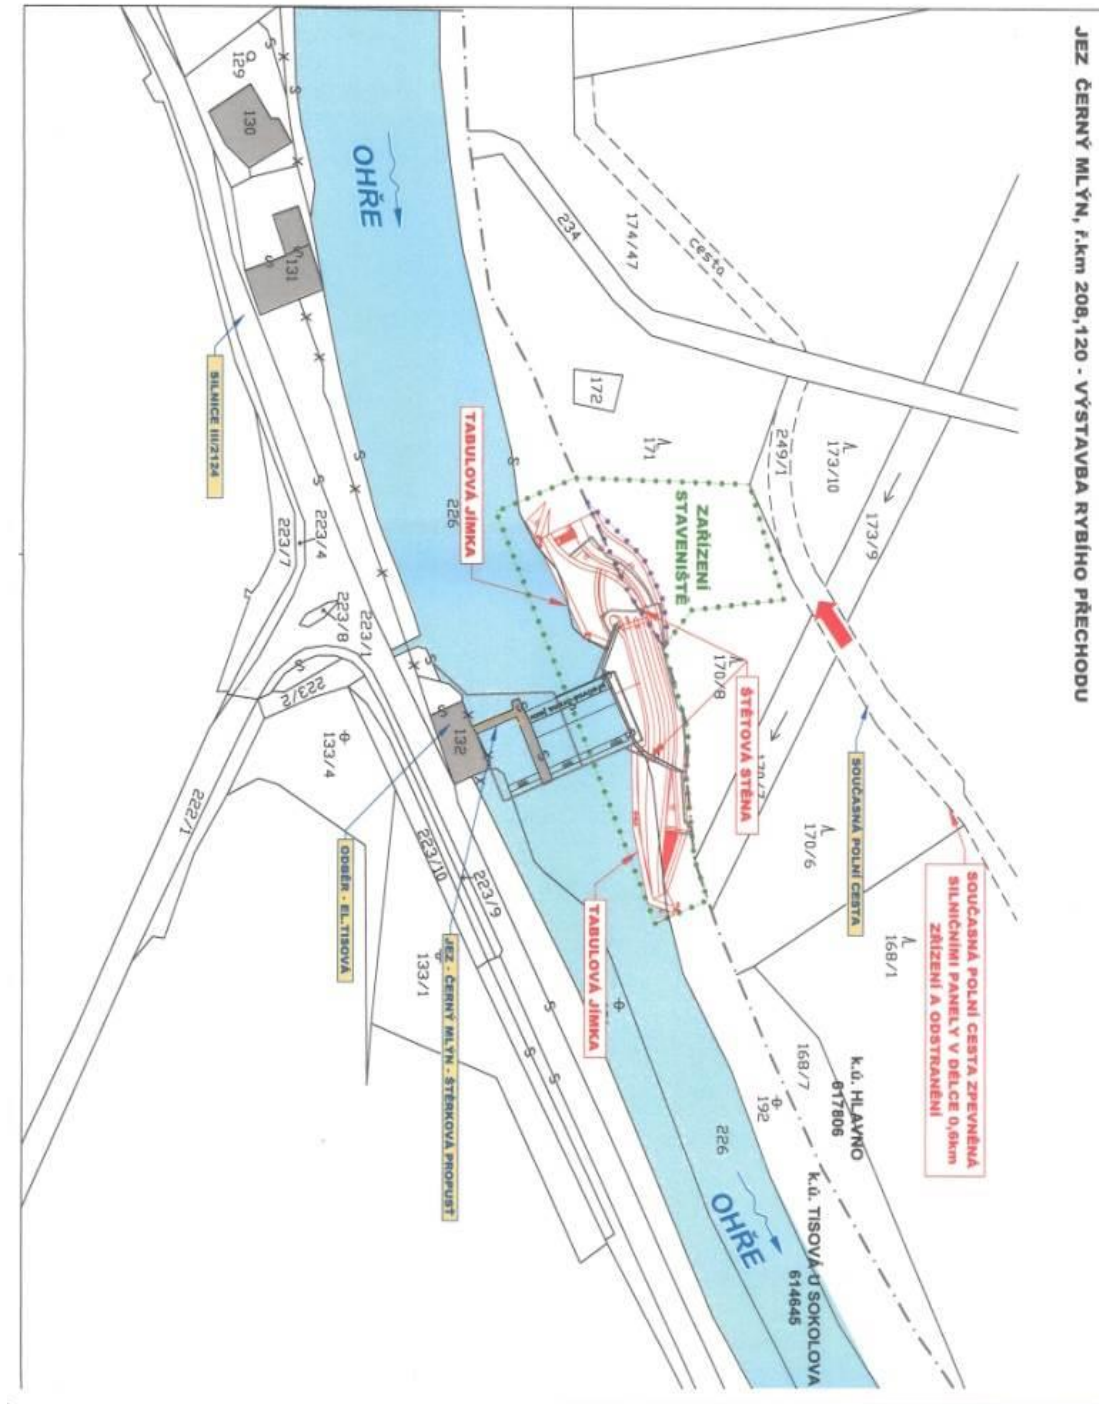 JEZ ČERNÝ MLÝN, ř.km 208,120 - VÝSTAVBA RYBÍHO PŘECHODU
SOUČASNÁ POLNÍ CESTA ZPEVNĚNÁ
SILNIČNÍMI PANELY V DÉLCE 0,6km
ZŘÍZENÍ A ODSTRANĚNÍ
SOUČASNÁ POLNÍ CESTA
k.ú. HLAVNO
617806
k.ú. TISOVÁ U SOKOLOVA
614645
173/9
173/10
249/1
cesta
174/47
234
172
171
ZAŘÍZENÍ
STAVENIŠTĚ
170/8
ŠTĚTOVÁ STĚNA
170/7
170/6
168/1
168/7
192
226
OHŘE
TABULOVÁ JÍMKA
TABULOVÁ JÍMKA
226
OHŘE
129
130
131
132
SILNICE III/2124
223/4
223/7
223/8
223/1
223/2
133/4
222/1
223/10
223/9
133/1
ODBĚR - EL.TISOVÁ
JEZ - ČERNÝ MLÝN - ŠTĚRKOVÁ PROPUST